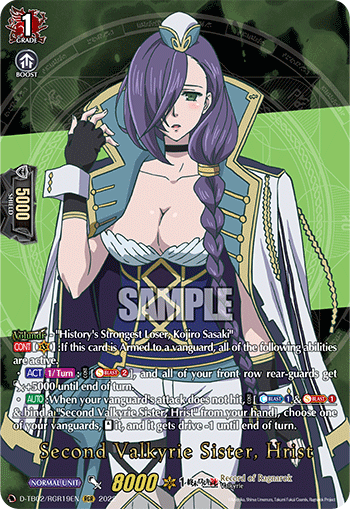 1
GRADE
BOOST
5000
SHIELD
SAMPLE
- "History's Strongest Loser, Kojiro Sasaki"
CONT :If this card is Armed to a vanguard, all of the following abilities
are active.
・ACT 1/Turn : [ 2], and all of your front row rear-guards get
+5000 until end of turn.
・AUTO :When your vanguard's attack does not hit, [ 1 & 1
& bind a "Second Valkyrie Sister, Hrist" from your hand], choose one
of your vanguards, it, and it gets drive -1 until end of turn.
Second Valkyrie Sister, Hrist
NORMAL UNIT
8000
Record of Ragnarok
Valkyrie
D-TB02/RGR19EN RGR